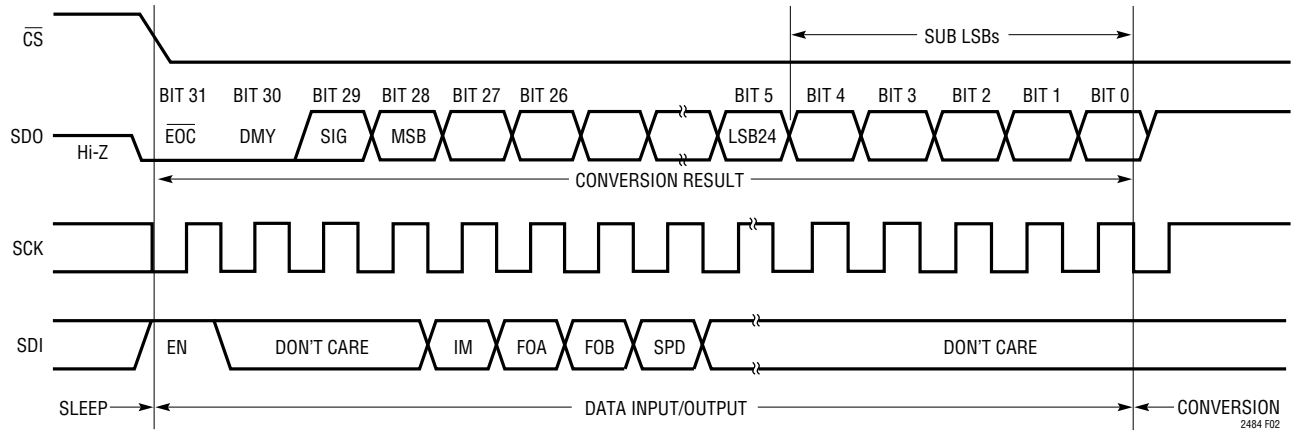 CS
SUB LSBs
BIT 31 BIT 30 BIT 29 BIT 28 BIT 27 BIT 26 BIT 5 BIT 4 BIT 3 BIT 2 BIT 1 BIT 0
SDO EOC DMY SIG MSB LSB24
Hi-Z
CONVERSION RESULT
SCK
SDI EN DON'T CARE IM FOA FOB SPD DON'T CARE
SLEEP DATA INPUT/OUTPUT CONVERSION
2484 F02